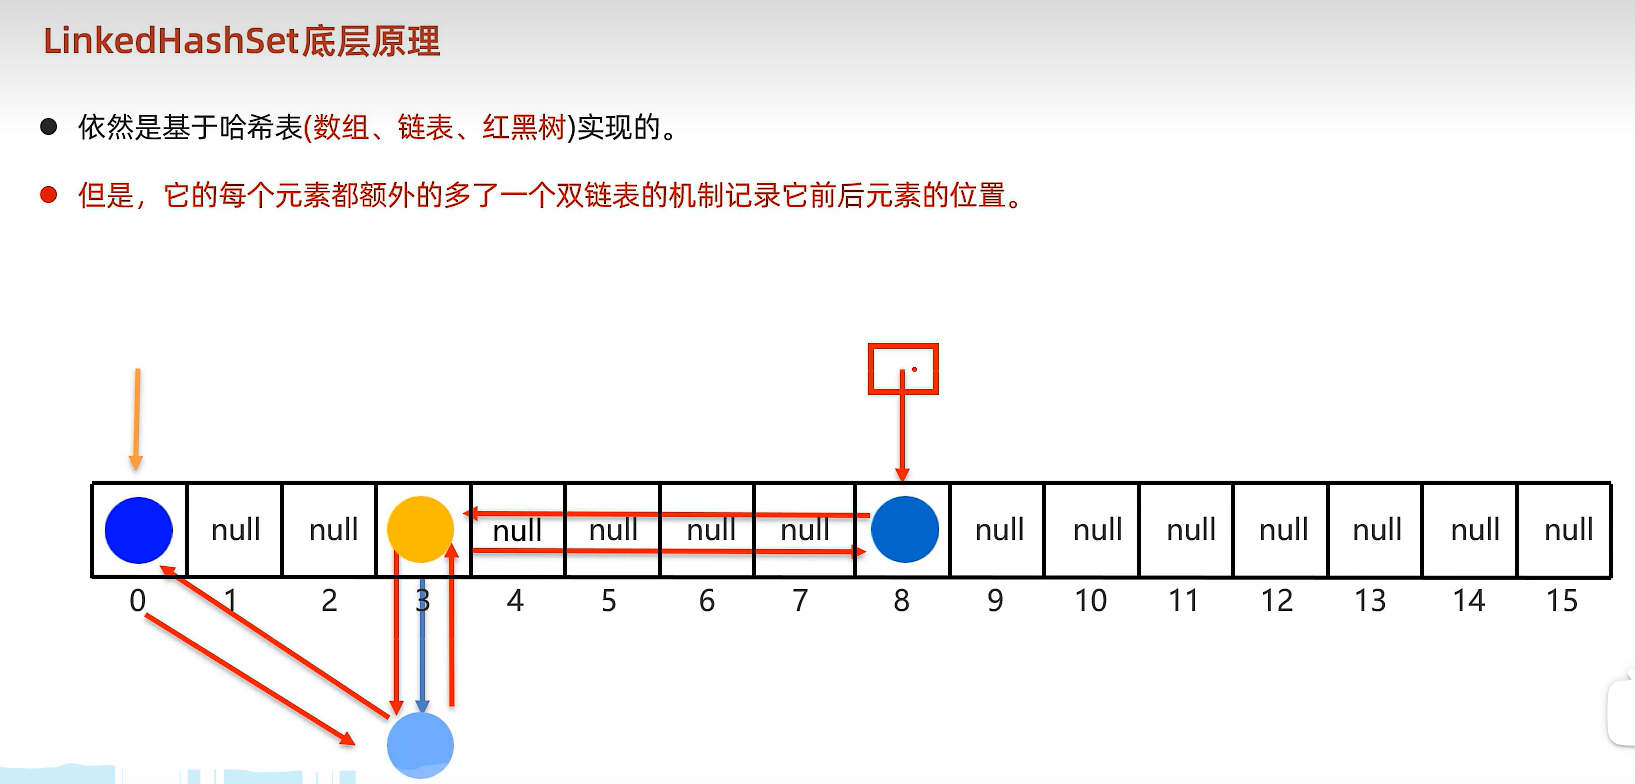 LinkedHashSet底层原理
依然是基于哈希表(数组、链表、红黑树)实现的。
但是，它的每个元素都额外的多了一个双链表的机制记录它前后元素的位置。
null null null null null null null null null null null null null
0 1 2 3 4 5 6 7 8 9 10 11 12 13 14 15